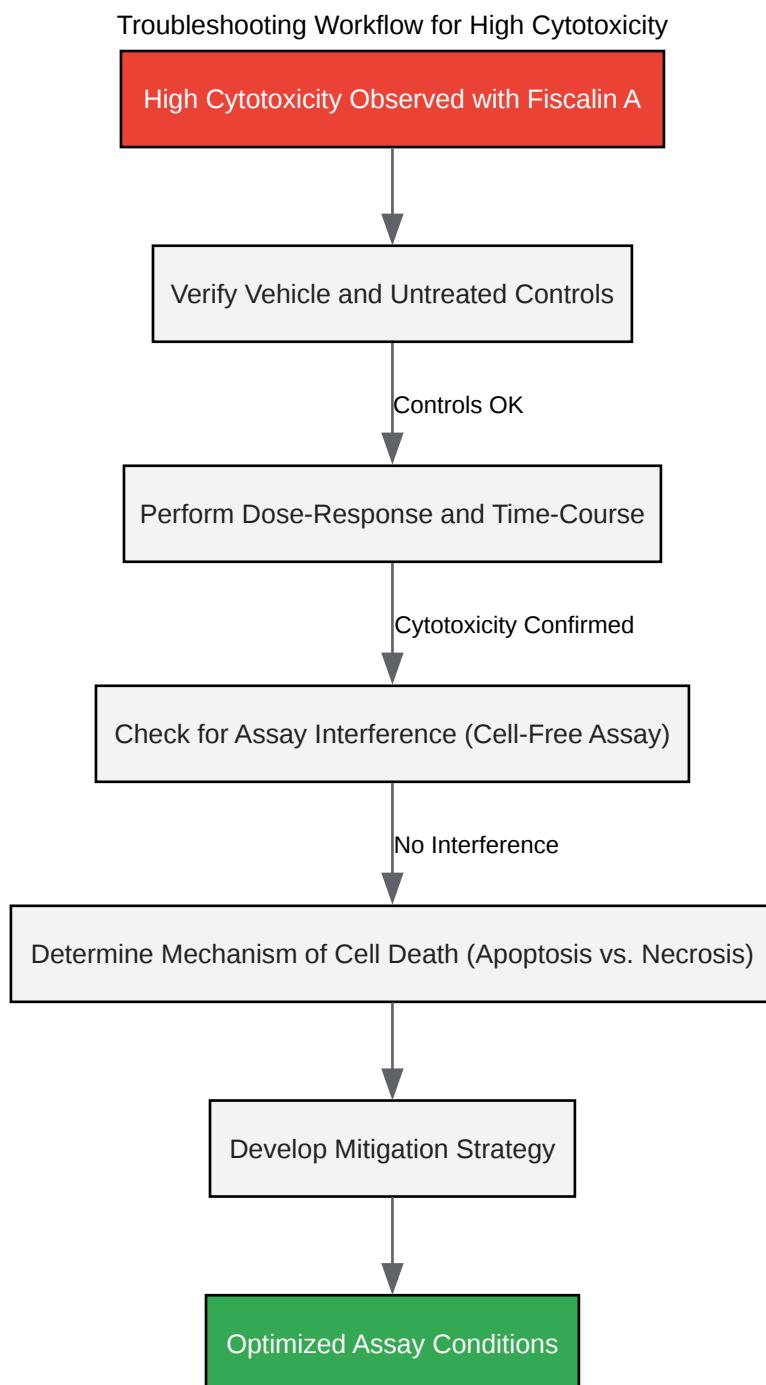 Troubleshooting Workflow for High Cytotoxicity
High Cytotoxicity Observed with Fiscalin A
Verify Vehicle and Untreated Controls
Controls OK
Perform Dose-Response and Time-Course
Cytotoxicity Confirmed
Check for Assay Interference (Cell-Free Assay)
No Interference
Determine Mechanism of Cell Death (Apoptosis vs. Necrosis)
Develop Mitigation Strategy
Optimized Assay Conditions